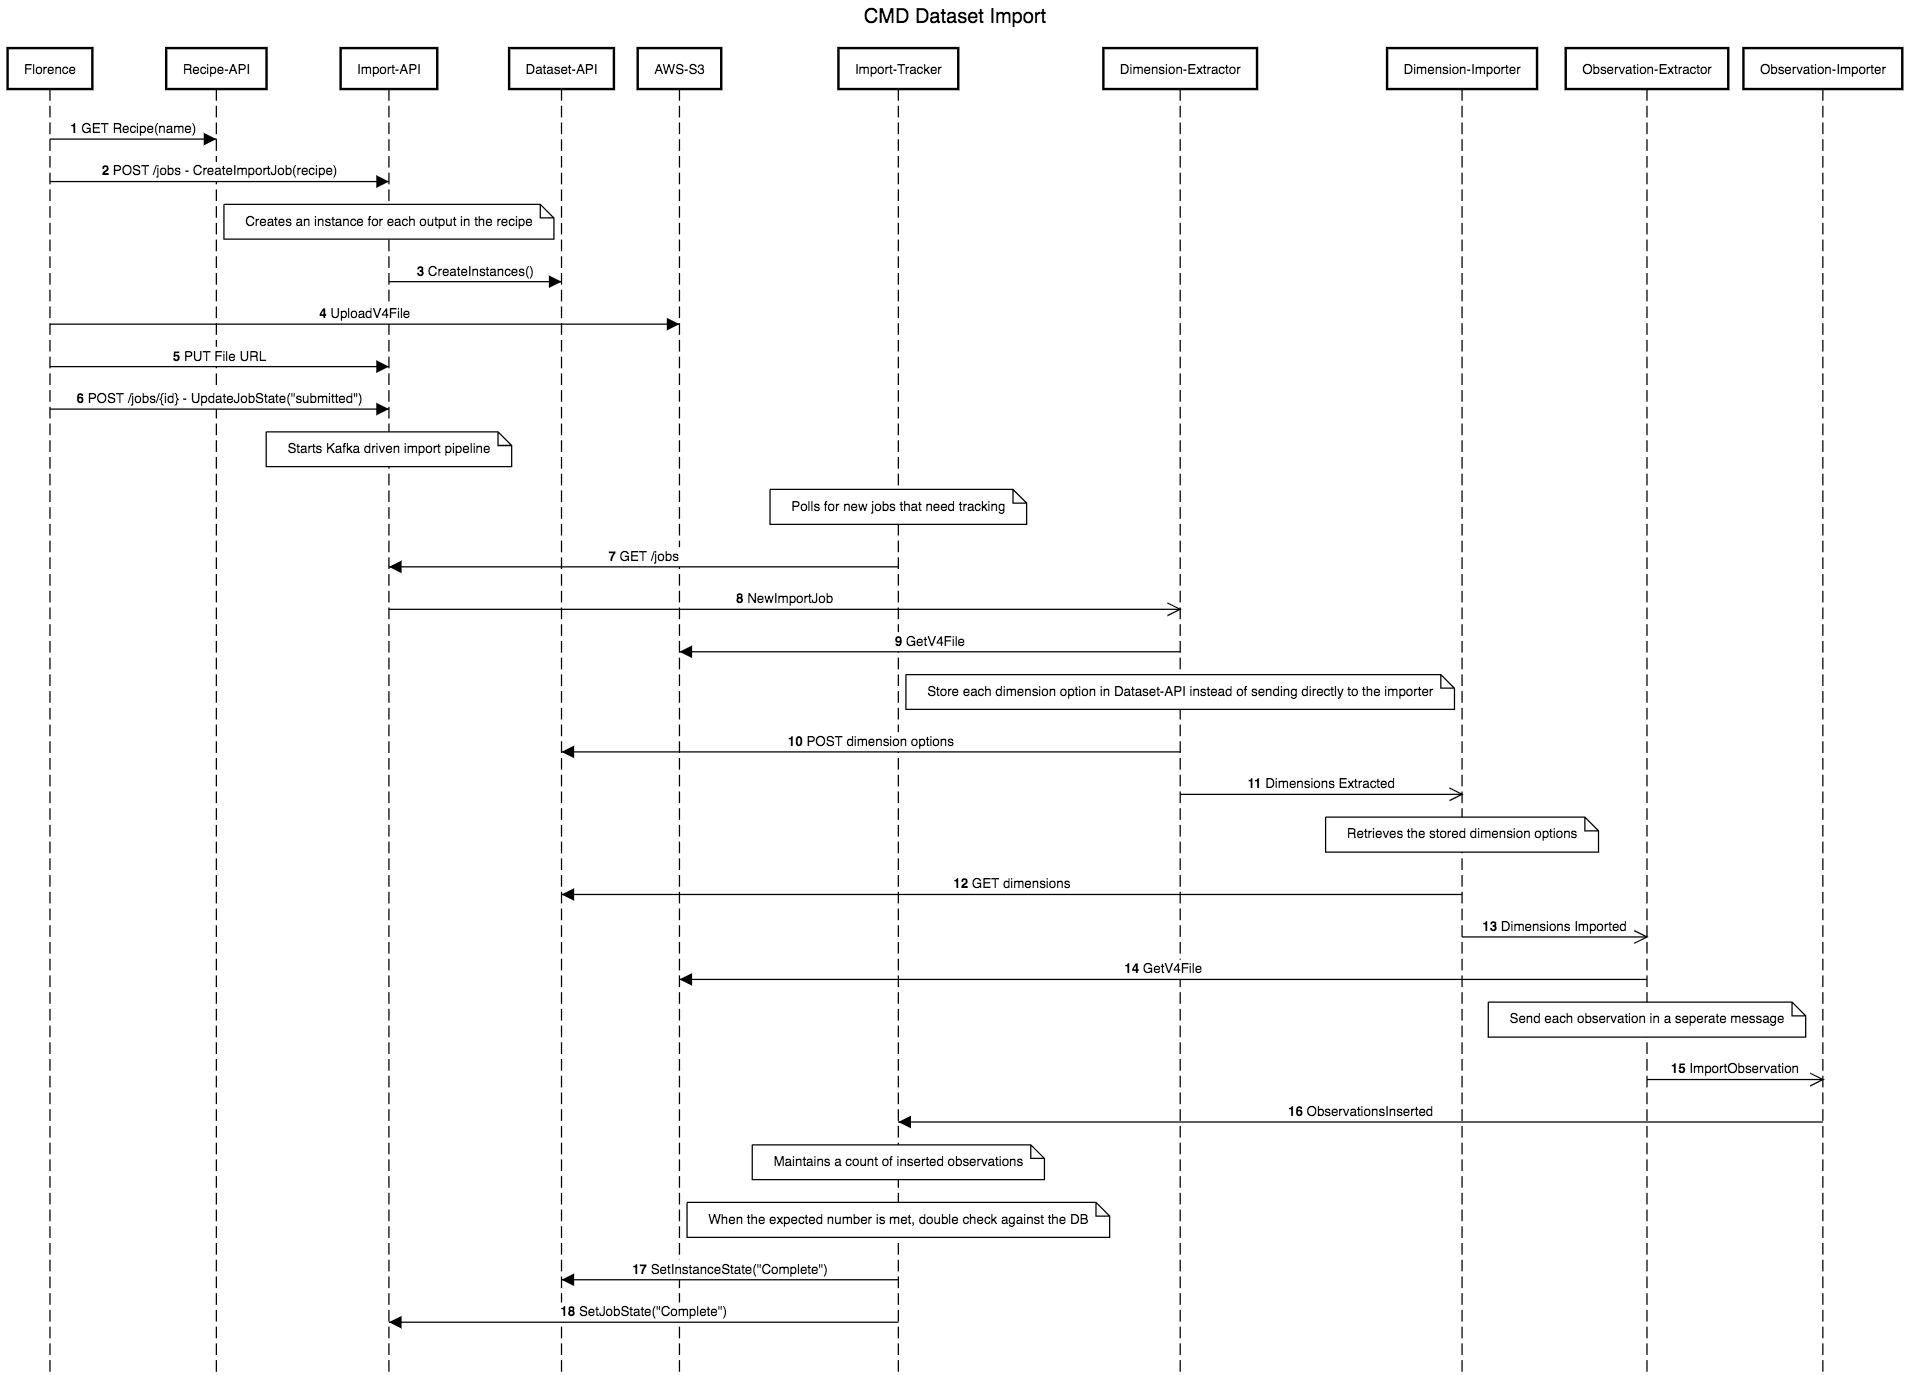 CMD Dataset Import
Florence
Recipe-API
Import-API
Dataset-API
AWS-S3
Import-Tracker
Dimension-Extractor
Dimension-Importer
Observation-Extractor
Observation-Importer
1 GET Recipe(name)
2 POST /jobs - CreateImportJob(recipe)
Creates an instance for each output in the recipe
3 CreateInstances()
4 UploadV4File
5 PUT File URL
6 POST /jobs/{id} - UpdateJobState("submitted")
Starts Kafka driven import pipeline
Polls for new jobs that need tracking
7 GET /jobs
8 NewImportJob
9 GetV4File
Store each dimension option in Dataset-API instead of sending directly to the importer
10 POST dimension options
11 Dimensions Extracted
Retrieves the stored dimension options
12 GET dimensions
13 Dimensions Imported
14 GetV4File
Send each observation in a seperate message
15 ImportObservation
16 ObservationsInserted
Maintains a count of inserted observations
When the expected number is met, double check against the DB
17 SetInstanceState("Complete")
18 SetJobState("Complete")